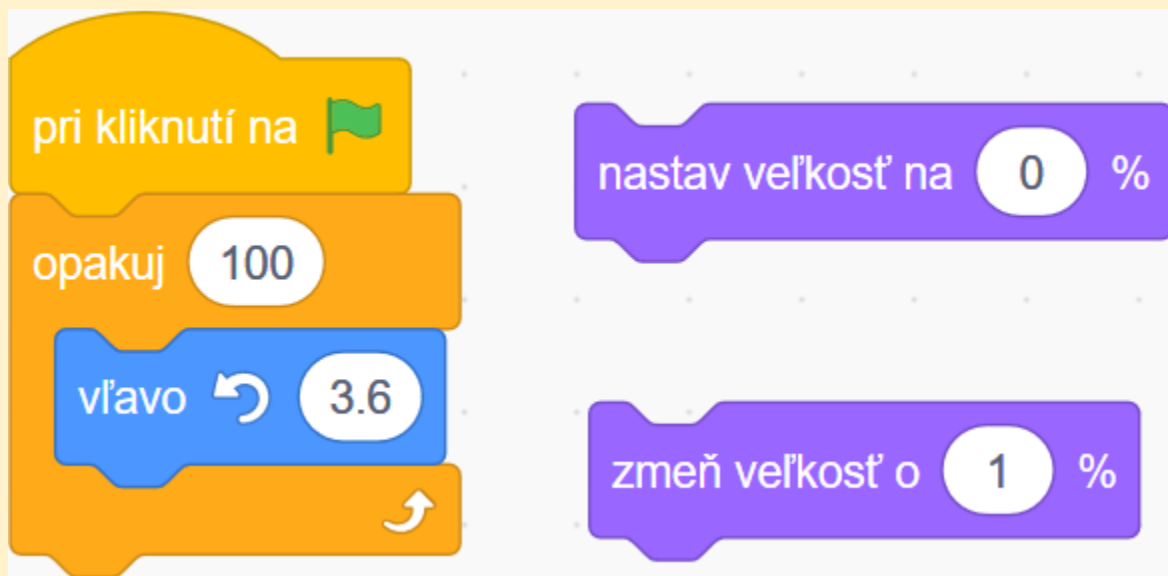 pri kliknutí na
opakuj 100
vľavo 3.6
nastav veľkosť na 0 %
zmeň veľkosť o 1 %